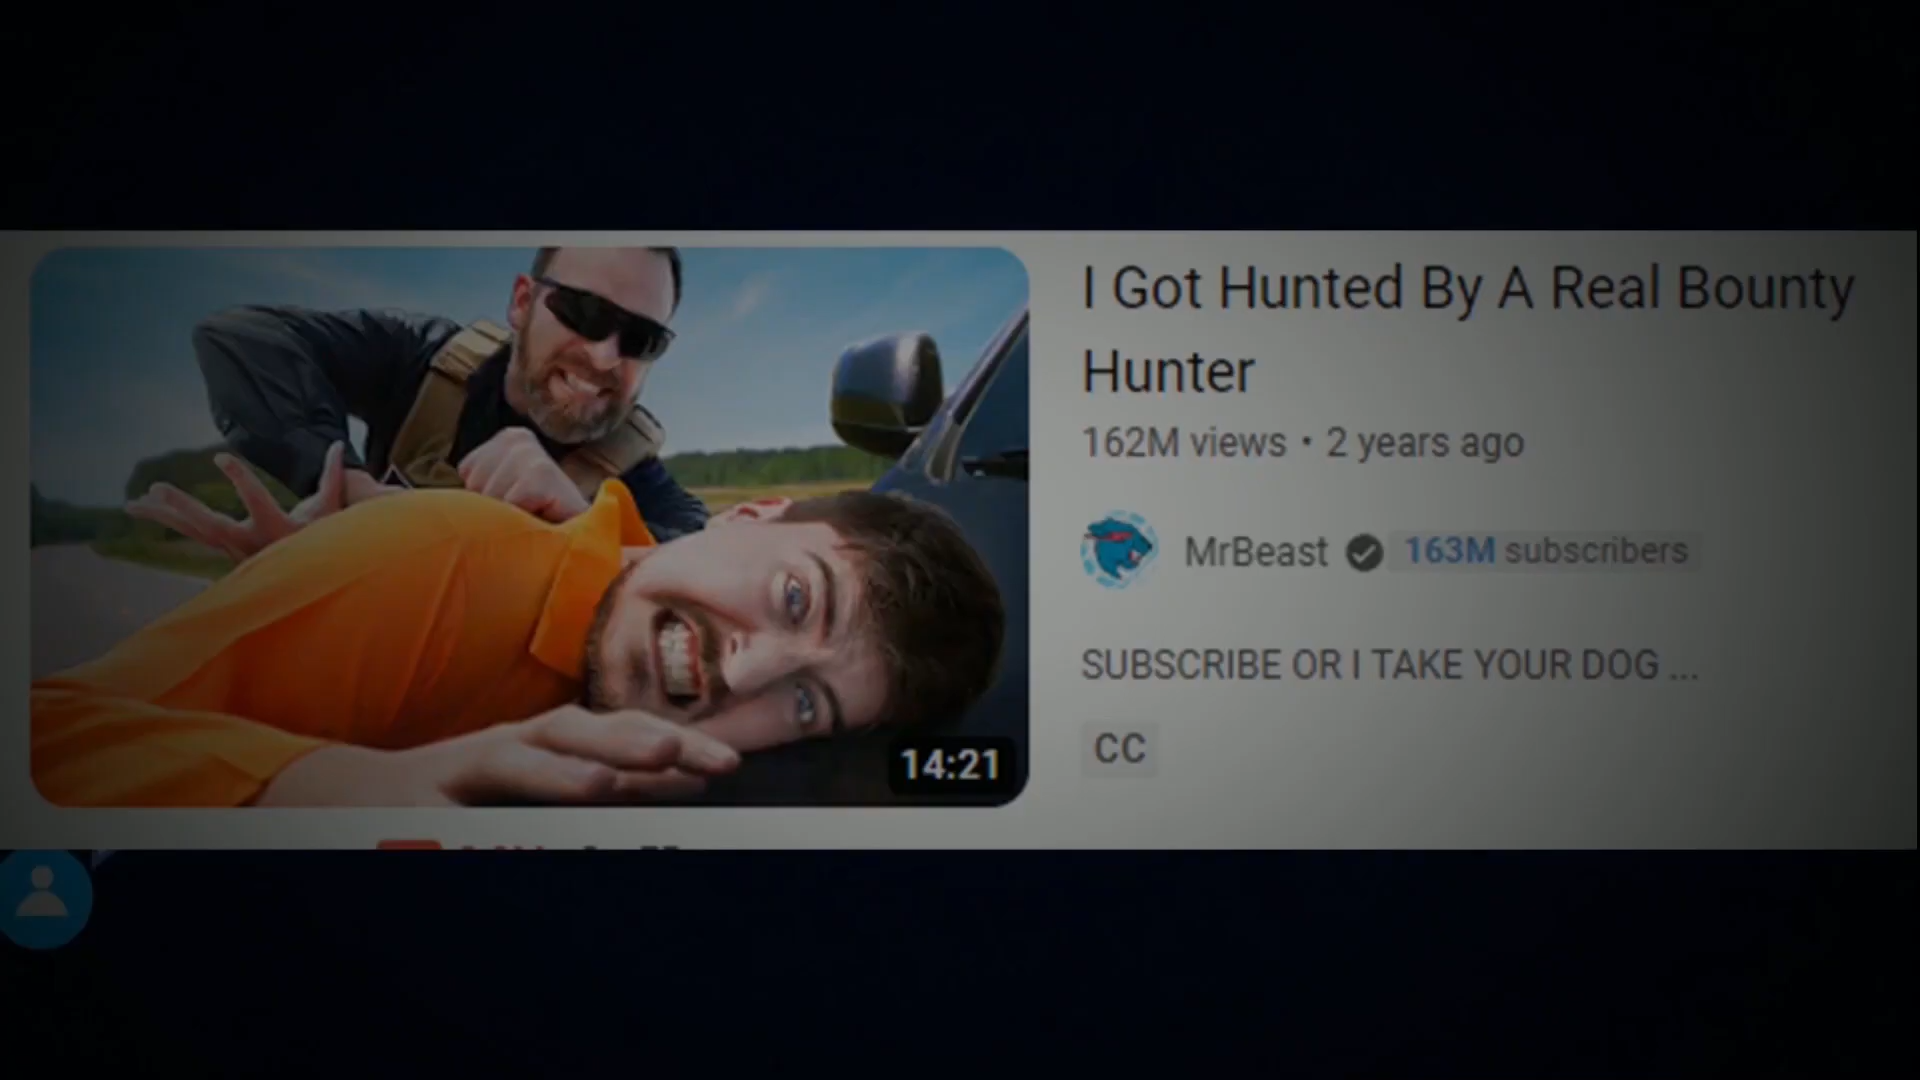 I Got Hunted By A Real Bounty
Hunter
162M views • 2 years ago
MrBeast 163M subscribers
SUBSCRIBE OR I TAKE YOUR DOG ...
CC
14:21